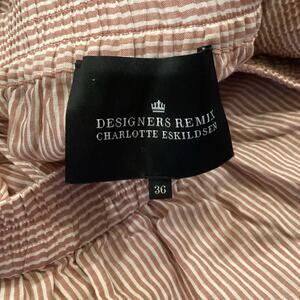 DESIGNERS REMIX
CHARLOTTE ESKILDSEN
36